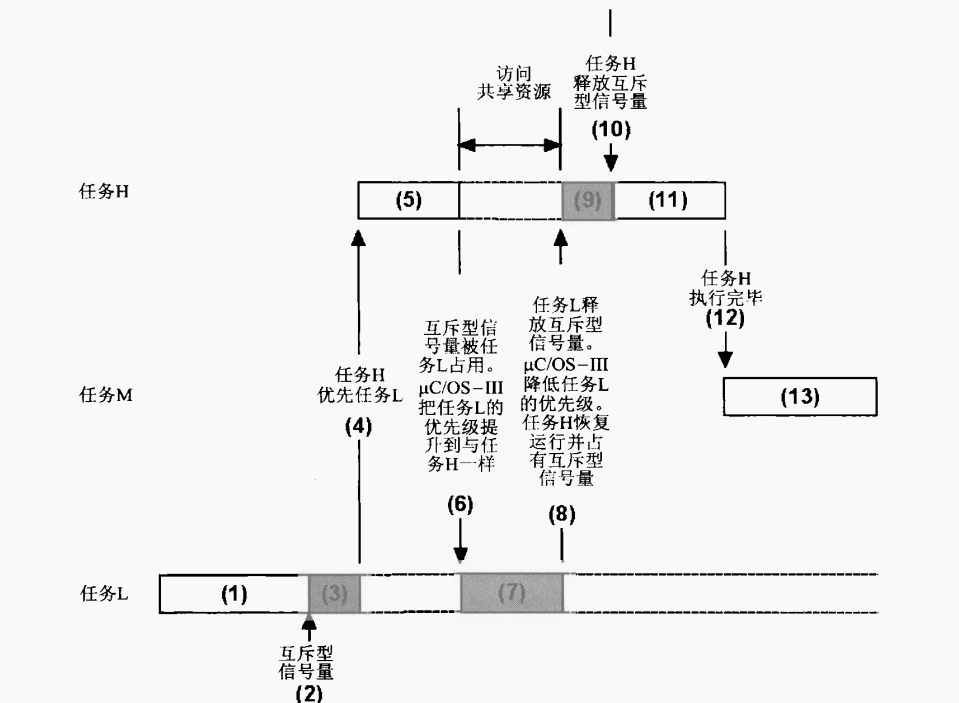 访问
共享资源
任务H
释放互斥
型信号量
(10)
任务H
(5)
(9)
(11)
任务H
执行完毕
(12)
互斥型信
号量被任
务L占用。
μC/OS-III
把任务L的
优先级提
升到与任
务H一样
(6)
任务L释
放互斥型
信号量。
μC/OS-III
降低任务L
的优先级。
任务H恢复
运行并占
有互斥型
信号量
(8)
任务H
优先任务L
(4)
任务M
(13)
任务L
(1)
(3)
(7)
互斥型
信号量
(2)